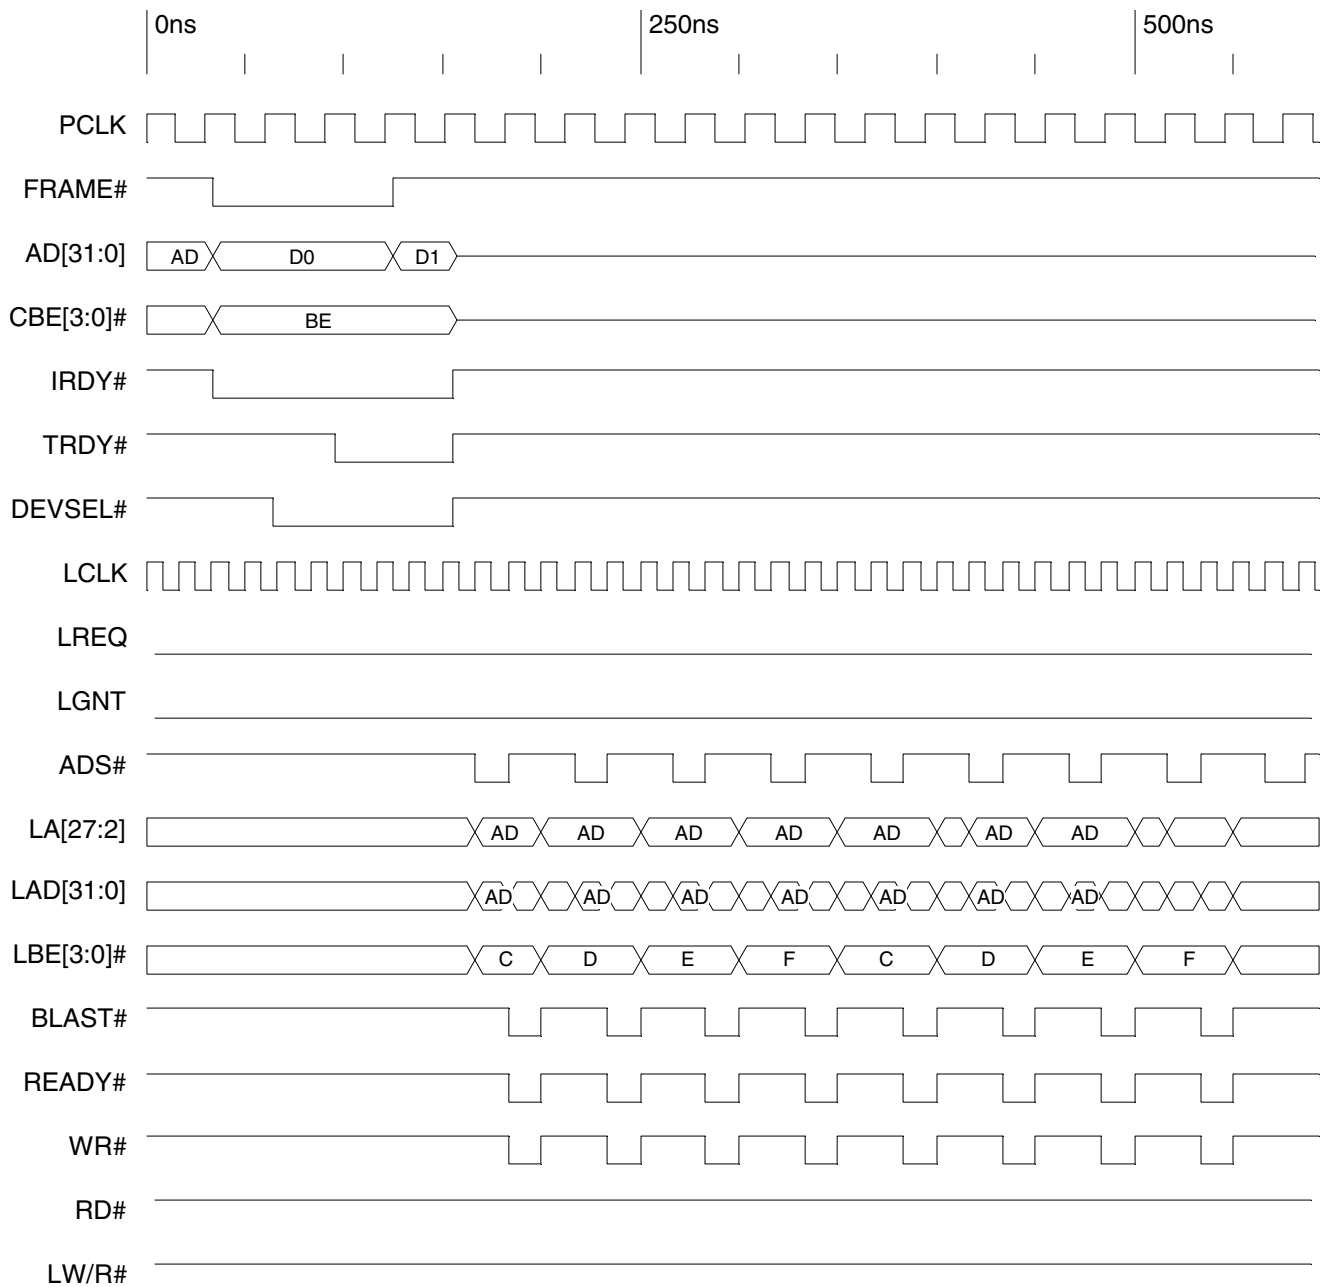 0ns 250ns 500ns
PCLK
FRAME#
AD[31:0] AD D0 D1
CBE[3:0]# BE
IRDY#
TRDY#
DEVSEL#
LCLK
LREQ
LGNT
ADS#
LA[27:2] AD AD AD AD AD AD AD
LAD[31:0] AD AD AD AD AD AD AD
LBE[3:0]# C D E F C D E F
BLAST#
READY#
WR#
RD#
LW/R#